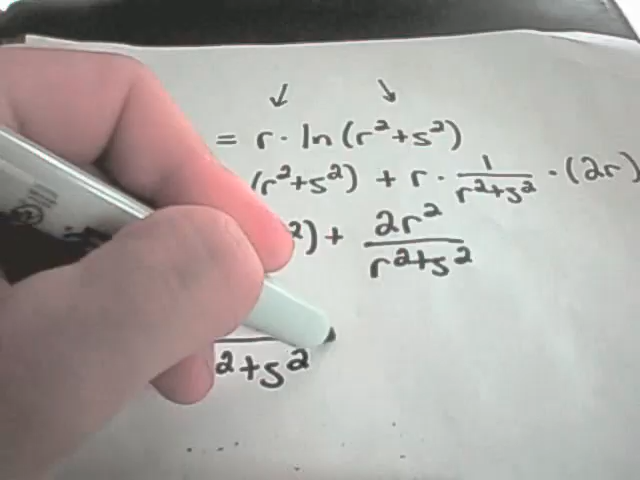 = r · ln (r²+s²)
(r²+s²) + r · 1/(r²+s²) · (2r)
²) + 2r²/(r²+s²)
²+s²